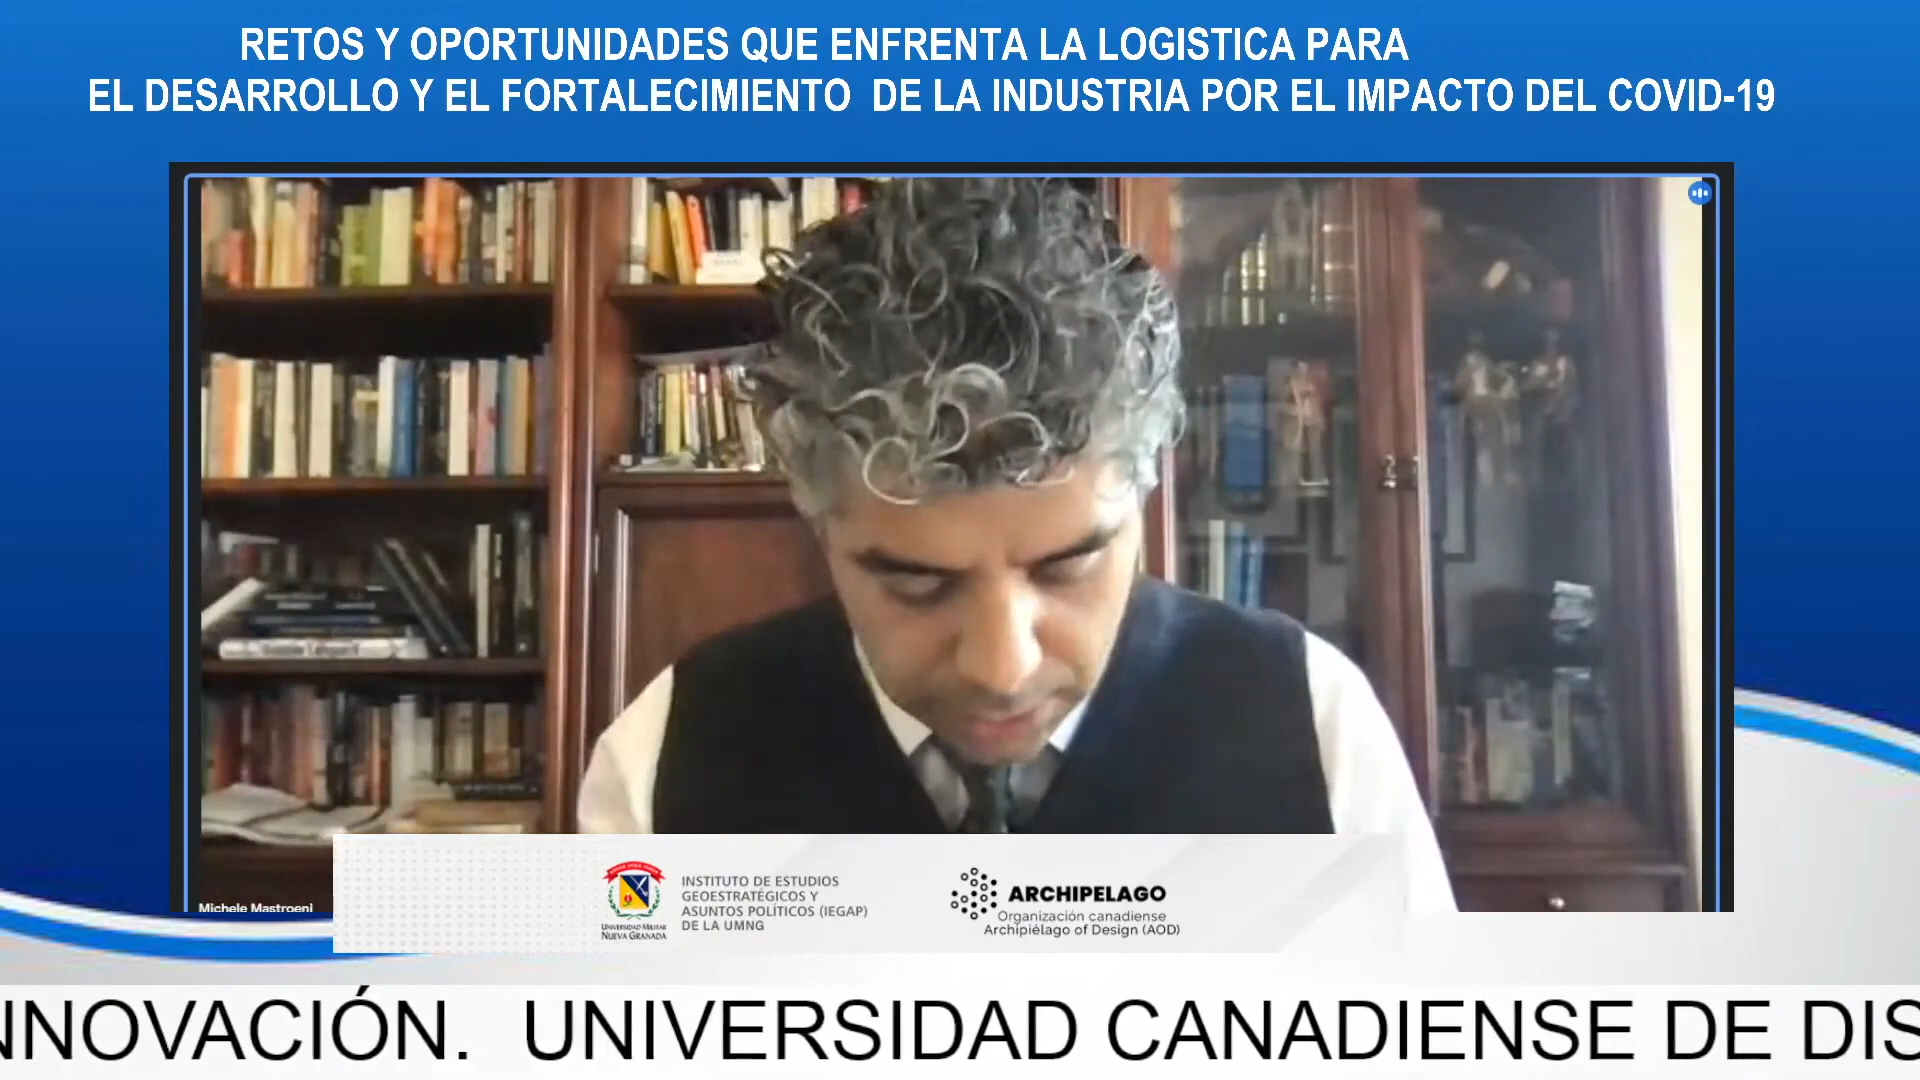 RETOS Y OPORTUNIDADES QUE ENFRENTA LA LOGISTICA PARA
EL DESARROLLO Y EL FORTALECIMIENTO DE LA INDUSTRIA POR EL IMPACTO DEL COVID-19
Michele Mastroeni
UNIVERSIDAD MILITAR
NUEVA GRANADA
INSTITUTO DE ESTUDIOS
GEOESTRATÉGICOS Y
ASUNTOS POLÍTICOS (IEGAP)
DE LA UMNG
ARCHIPELAGO
Organización canadiense
Archipiélago of Design (AOD)
NNOVACIÓN. UNIVERSIDAD CANADIENSE DE DIS